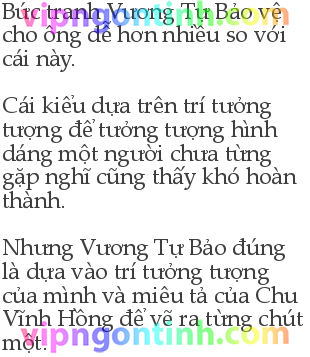 Bức tranh Vương Tự Bảo vẽ
vipngontinh.com
cho ông dễ hơn nhiều so với
cái này.
Cái kiểu dựa trên trí tưởng
tượng để tưởng tượng hình
dáng một người chưa từng
gặp nghĩ cũng thấy khó hoàn
thành.
Nhưng Vương Tự Bảo đúng
là dựa vào trí tưởng tượng
của mình và miêu tả của Chu
Vĩnh Hồng để vẽ ra từng chút
vipngontinh.com
một.